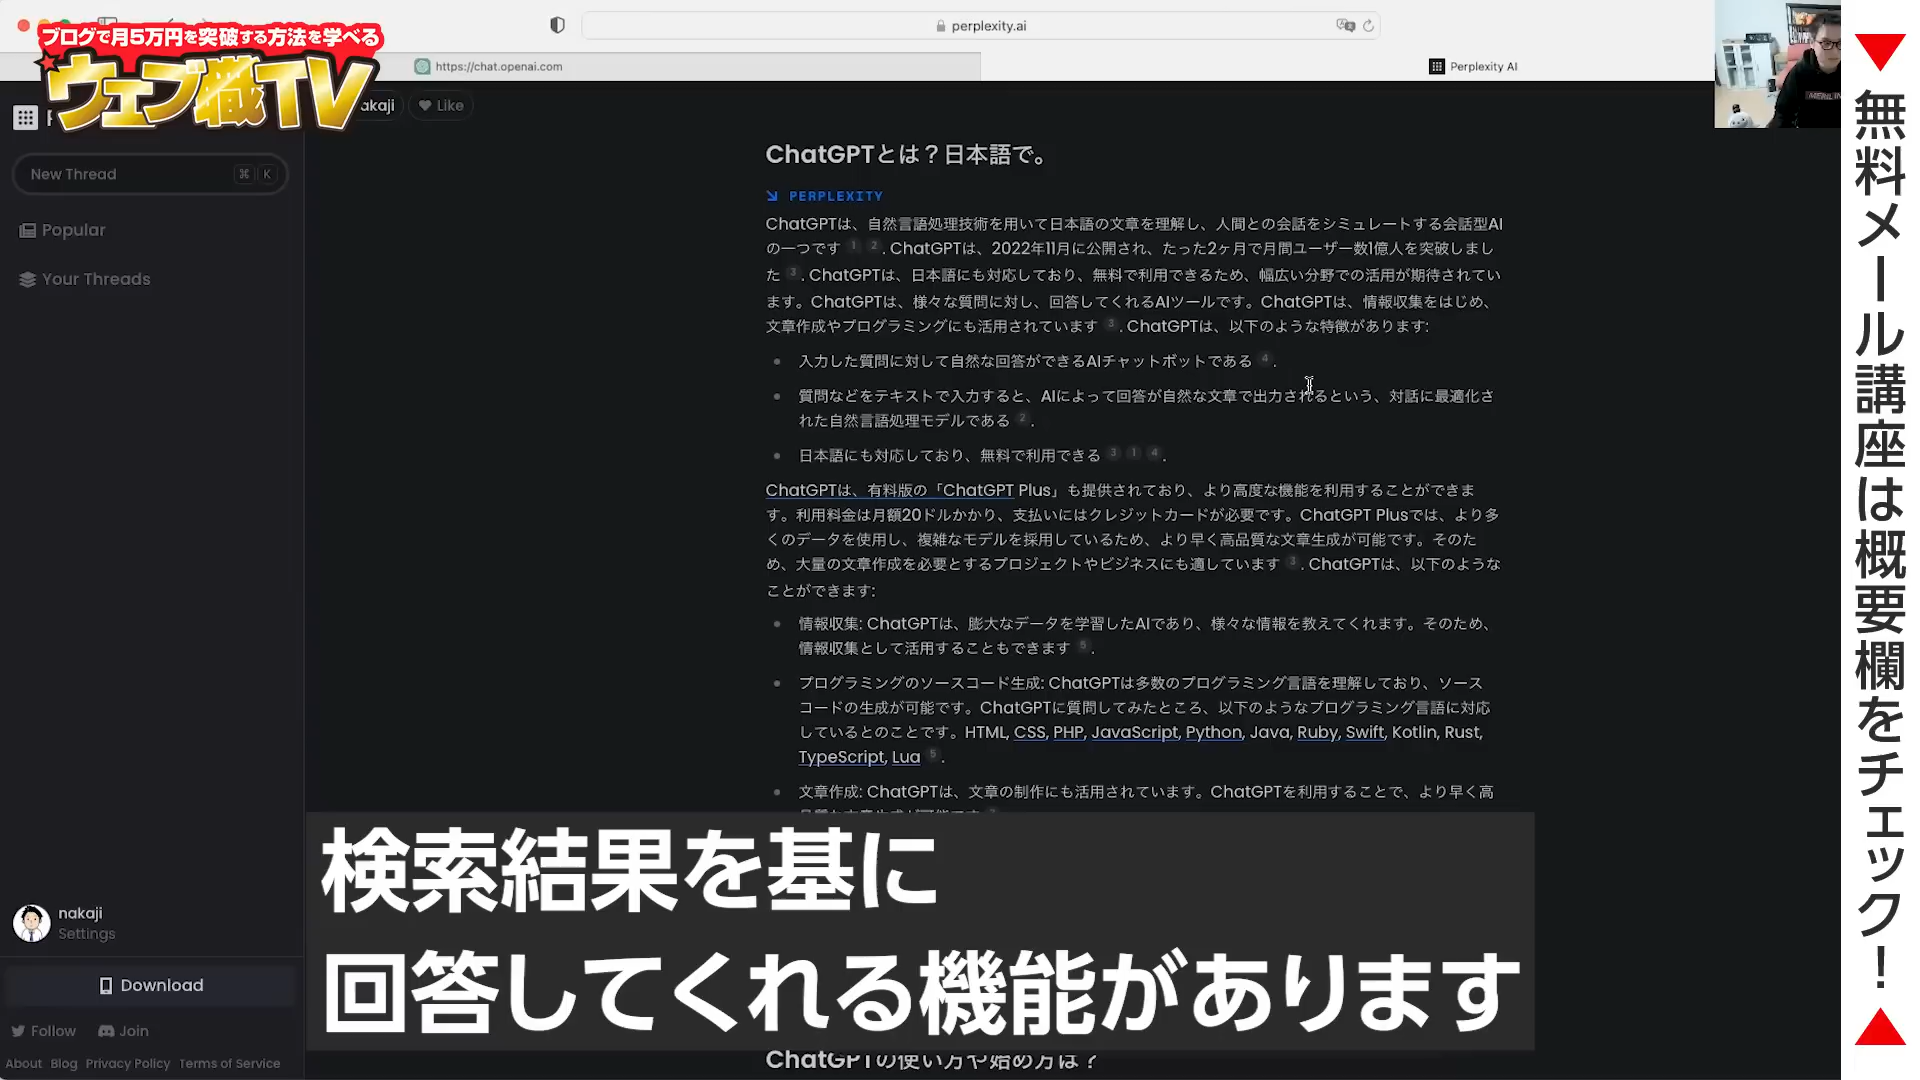 ブログで月5万円を突破する方法を学べる
ウェブ職TV
perplexity.ai
https://chat.openai.com
Perplexity AI
akaji
Like
New Thread
⌘ K
Popular
Your Threads
ChatGPTとは？日本語で。
PERPLEXITY
ChatGPTは、自然言語処理技術を用いて日本語の文章を理解し、人間との会話をシミュレートする会話型AI
の一つです 1 2 . ChatGPTは、2022年11月に公開され、たった2ヶ月で月間ユーザー数1億人を突破しまし
た 3 . ChatGPTは、日本語にも対応しており、無料で利用できるため、幅広い分野での活用が期待されてい
ます。ChatGPTは、様々な質問に対し、回答してくれるAIツールです。ChatGPTは、情報収集をはじめ、
文章作成やプログラミングにも活用されています 3 . ChatGPTは、以下のような特徴があります:
入力した質問に対して自然な回答ができるAIチャットボットである 4 .
質問などをテキストで入力すると、AIによって回答が自然な文章で出力されるという、対話に最適化さ
れた自然言語処理モデルである 2 .
日本語にも対応しており、無料で利用できる 3 1 4 .
ChatGPTは、有料版の「ChatGPT Plus」も提供されており、より高度な機能を利用することができま
す。利用料金は月額20ドルかかり、支払いにはクレジットカードが必要です。ChatGPT Plusでは、より多
くのデータを使用し、複雑なモデルを採用しているため、より早く高品質な文章生成が可能です。そのた
め、大量の文章作成を必要とするプロジェクトやビジネスにも適しています 3 . ChatGPTは、以下のような
ことができます:
情報収集: ChatGPTは、膨大なデータを学習したAIであり、様々な情報を教えてくれます。そのため、
情報収集として活用することもできます 5 .
プログラミングのソースコード生成: ChatGPTは多数のプログラミング言語を理解しており、ソース
コードの生成が可能です。ChatGPTに質問してみたところ、以下のようなプログラミング言語に対応
しているとのことです。HTML, CSS, PHP, JavaScript, Python, Java, Ruby, Swift, Kotlin, Rust,
TypeScript, Lua 5 .
文章作成: ChatGPTは、文章の制作にも活用されています。ChatGPTを利用することで、より早く高
検索結果を基に
回答してくれる機能があります
ChatGPTの使い方や始め方は？
nakaji
Settings
Download
Follow
Join
About Blog Privacy Policy Terms of Service
無料メール講座は概要欄をチェック！